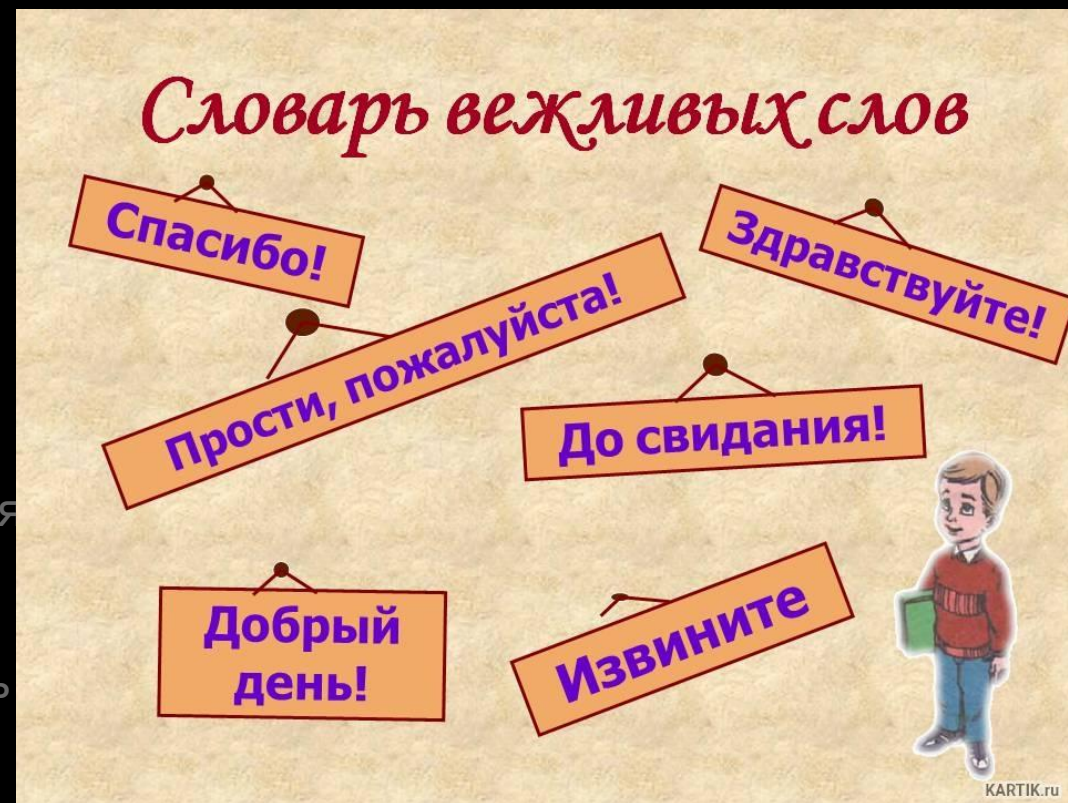 Словарь вежливых слов
Спасибо!
Здравствуйте!
Прости, пожалуйста!
До свидания!
Добрый
день!
Извините
KARTIK.ru